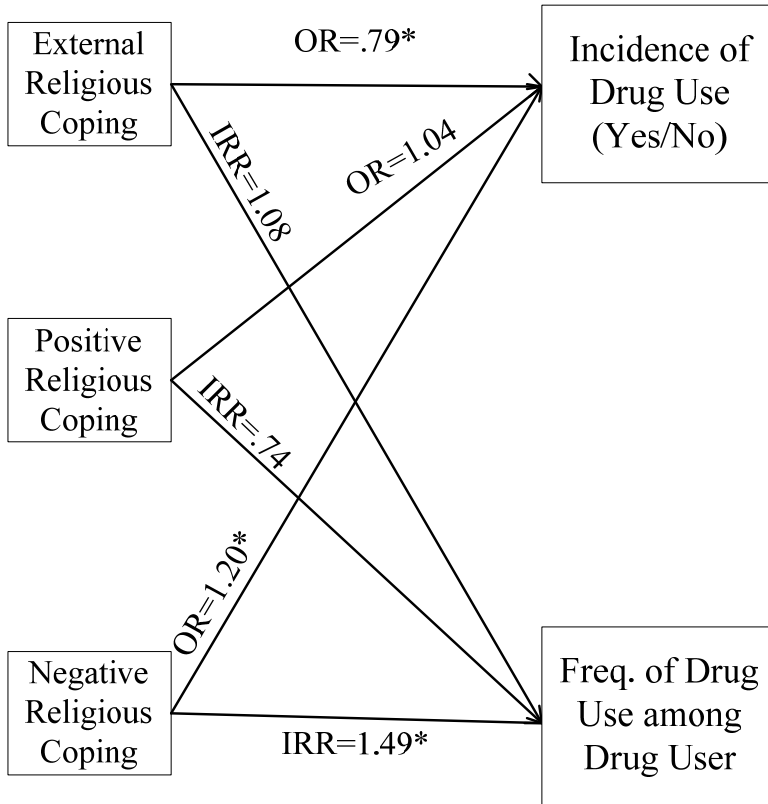 External
Religious
Coping
OR=.79*
Incidence of
Drug Use
(Yes/No)
IRR=1.08
OR=1.04
Positive
Religious
Coping
IRR=.74
OR=1.20*
Negative
Religious
Coping
IRR=1.49*
Freq. of Drug
Use among
Drug User